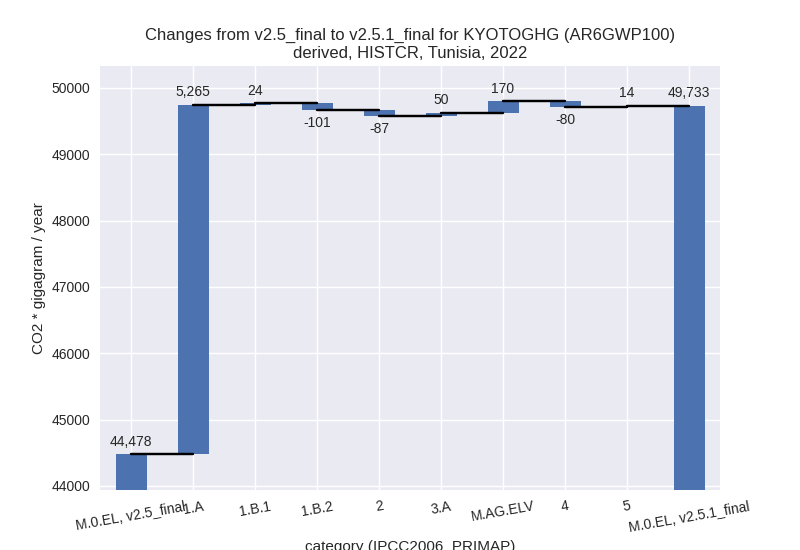 Changes from v2.5_final to v2.5.1_final for KYOTOGHG (AR6GWP100)
derived, HISTCR, Tunisia, 2022
CO2 * gigagram / year
50000
49000
48000
47000
46000
45000
44000
44,478
5,265
24
-101
-87
50
170
-80
14
49,733
M.0.EL, v2.5_final
1.A
1.B.1
1.B.2
2
3.A
M.AG.ELV
4
5
M.0.EL, v2.5.1_final
category (IPCC2006_PRIMAP)